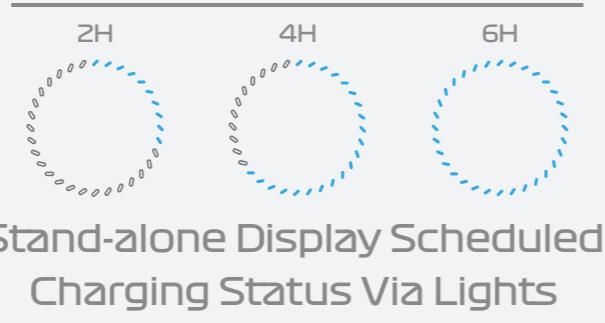 2H 4H 6H
Stand-alone Display Scheduled
Charging Status Via Lights